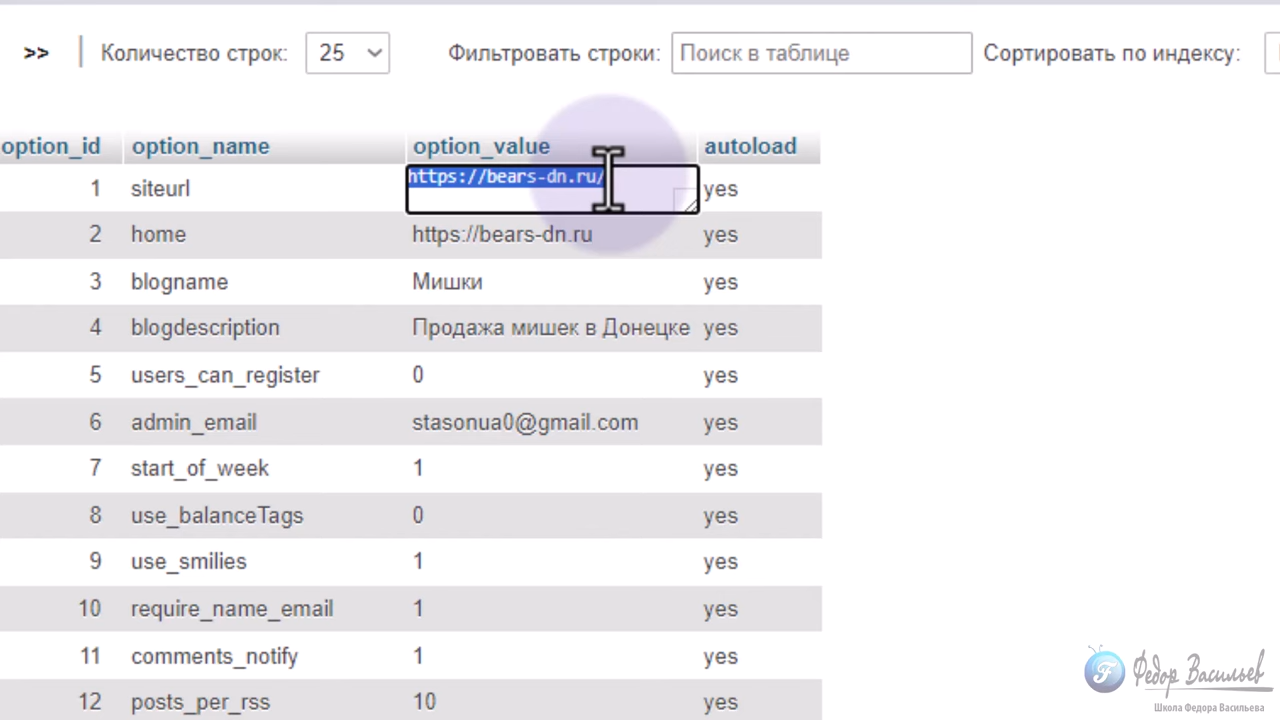 >> Количество строк: 25 Фильтровать строки: Поиск в таблице Сортировать по индексу:
option_id option_name option_value autoload
1 siteurl https://bears-dn.ru/ yes
2 home https://bears-dn.ru yes
3 blogname Мишки yes
4 blogdescription Продажа мишек в Донецке yes
5 users_can_register 0 yes
6 admin_email stasonua0@gmail.com yes
7 start_of_week 1 yes
8 use_balanceTags 0 yes
9 use_smilies 1 yes
10 require_name_email 1 yes
11 comments_notify 1 yes
12 posts_per_rss 10 yes
Федор Васильев
Школа Федора Васильева